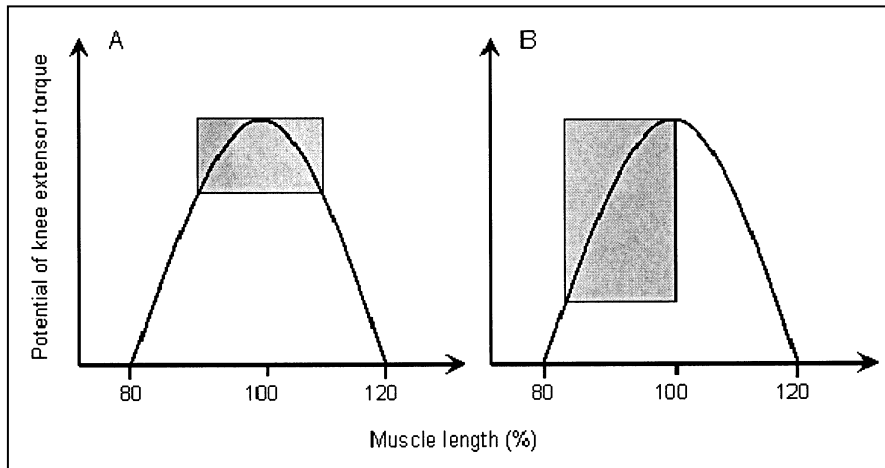 A
B
Potential of knee extensor torque
80
100
120
80
100
120
Muscle length (%)